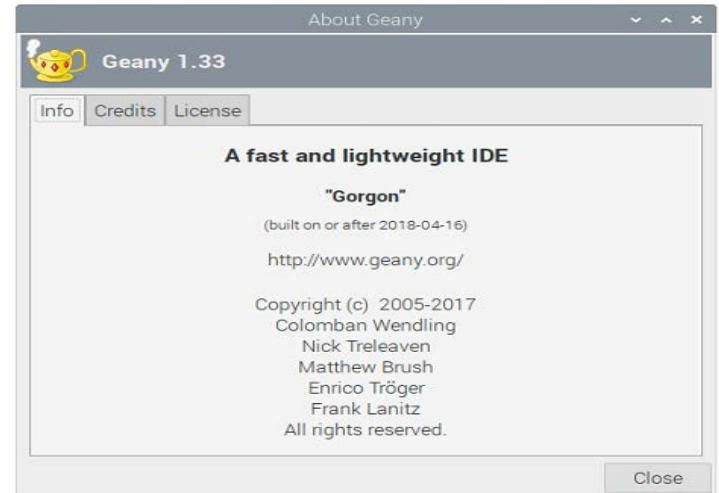 About Geany
Geany 1.33
Info Credits License
A fast and lightweight IDE
"Gorgon"
(built on or after 2018-04-16)
http://www.geany.org/
Copyright (c) 2005-2017
Colomban Wendling
Nick Treleaven
Matthew Brush
Enrico Tröger
Frank Lanitz
All rights reserved.
Close